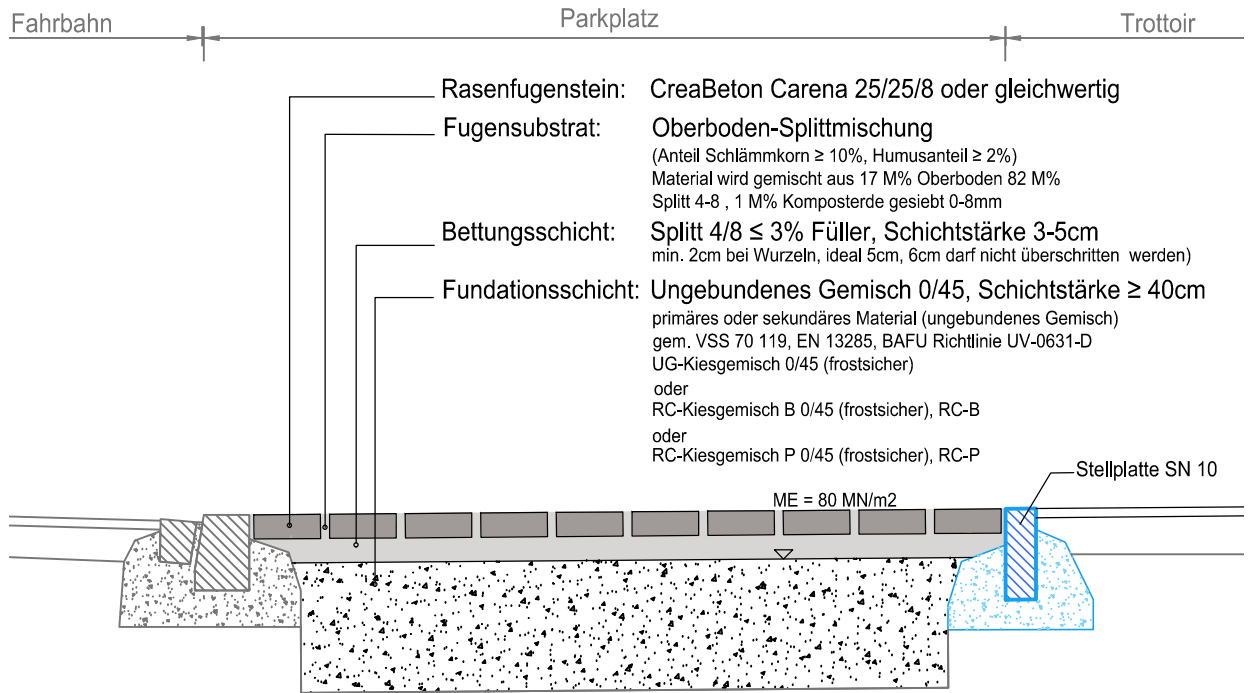 Fahrbahn
Parkplatz
Trottoir
Rasenfugenstein: CreaBeton Carena 25/25/8 oder gleichwertig
Fugensubstrat: Oberboden-Splittmischung
(Anteil Schlämmkorn ≥ 10%, Humusanteil ≥ 2%)
Material wird gemischt aus 17 M% Oberboden 82 M%
Splitt 4-8 , 1 M% Komposterde gesiebt 0-8mm
Bettungsschicht: Splitt 4/8 ≤ 3% Füller, Schichtstärke 3-5cm
min. 2cm bei Wurzeln, ideal 5cm, 6cm darf nicht überschritten werden)
Fundationsschicht: Ungebundenes Gemisch 0/45, Schichtstärke ≥ 40cm
primäres oder sekundäres Material (ungebundenes Gemisch)
gem. VSS 70 119, EN 13285, BAFU Richtlinie UV-0631-D
UG-Kiesgemisch 0/45 (frostsicher)
oder
RC-Kiesgemisch B 0/45 (frostsicher), RC-B
oder
RC-Kiesgemisch P 0/45 (frostsicher), RC-P
Stellplatte SN 10
ME = 80 MN/m2